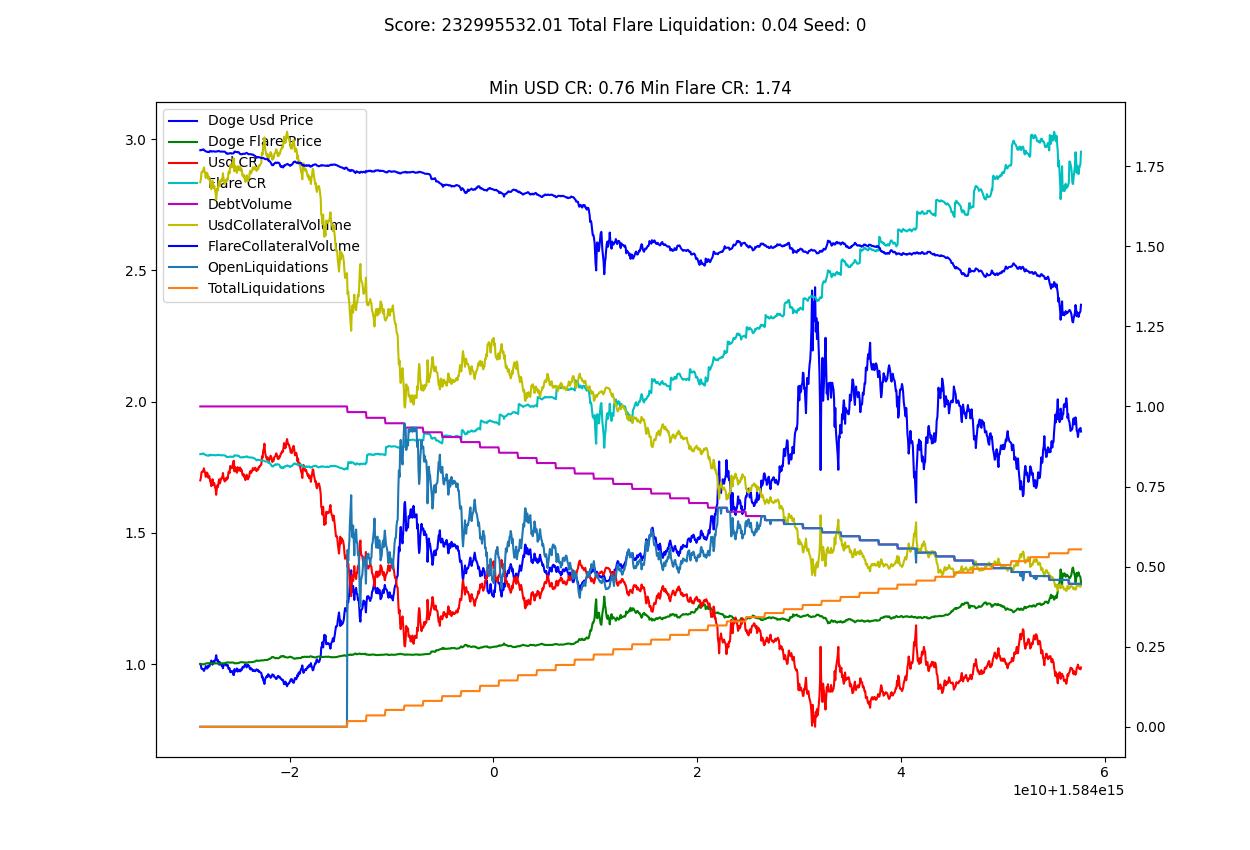 Score: 232995532.01 Total Flare Liquidation: 0.04 Seed: 0
Min USD CR: 0.76 Min Flare CR: 1.74
Doge Usd Price
Doge Flare Price
Usd CR
Flare CR
DebtVolume
UsdCollateralVolume
FlareCollateralVolume
OpenLiquidations
TotalLiquidations
3.0
2.5
2.0
1.5
1.0
1.75
1.50
1.25
1.00
0.75
0.50
0.25
0.00
−2 0 2 4 6
1e10+1.584e15